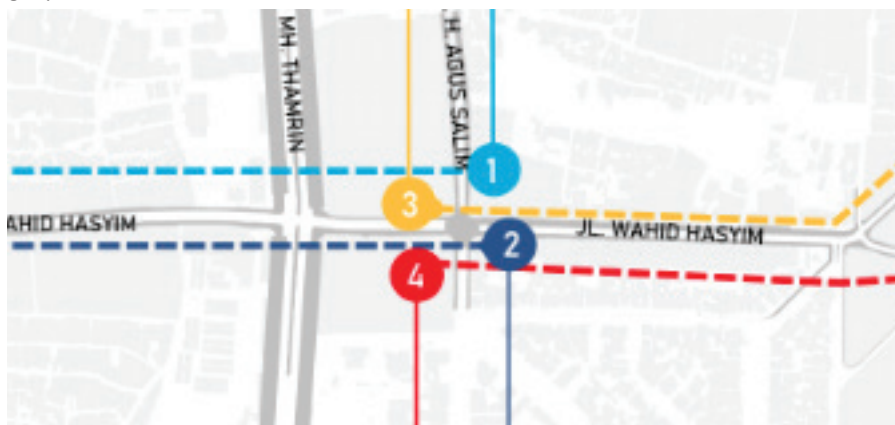 MH. THAMRIN
H. AGUS SALIM
1
3
AHID HASYIM
JL. WAHID HASYIM
2
4